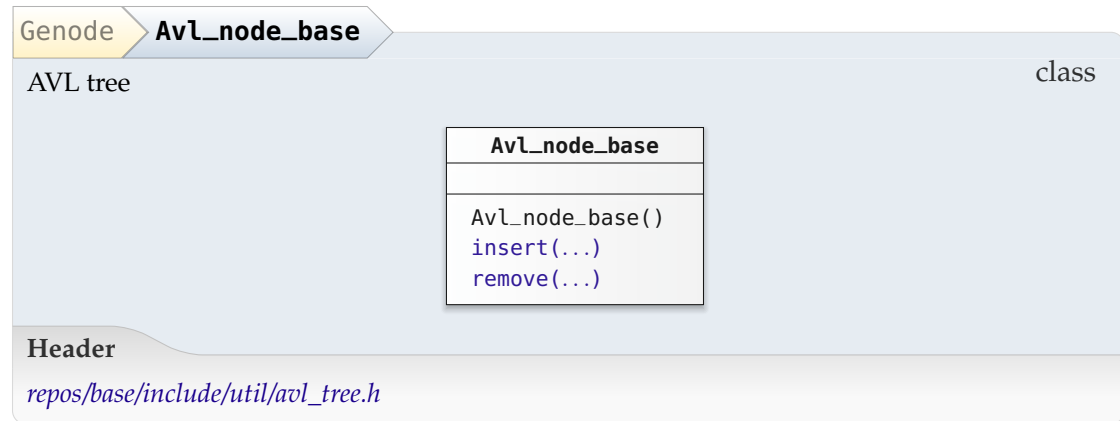 Genode Avl_node_base
AVL tree class
Avl_node_base
Avl_node_base()
insert(...)
remove(...)
Header
repos/base/include/util/avl_tree.h